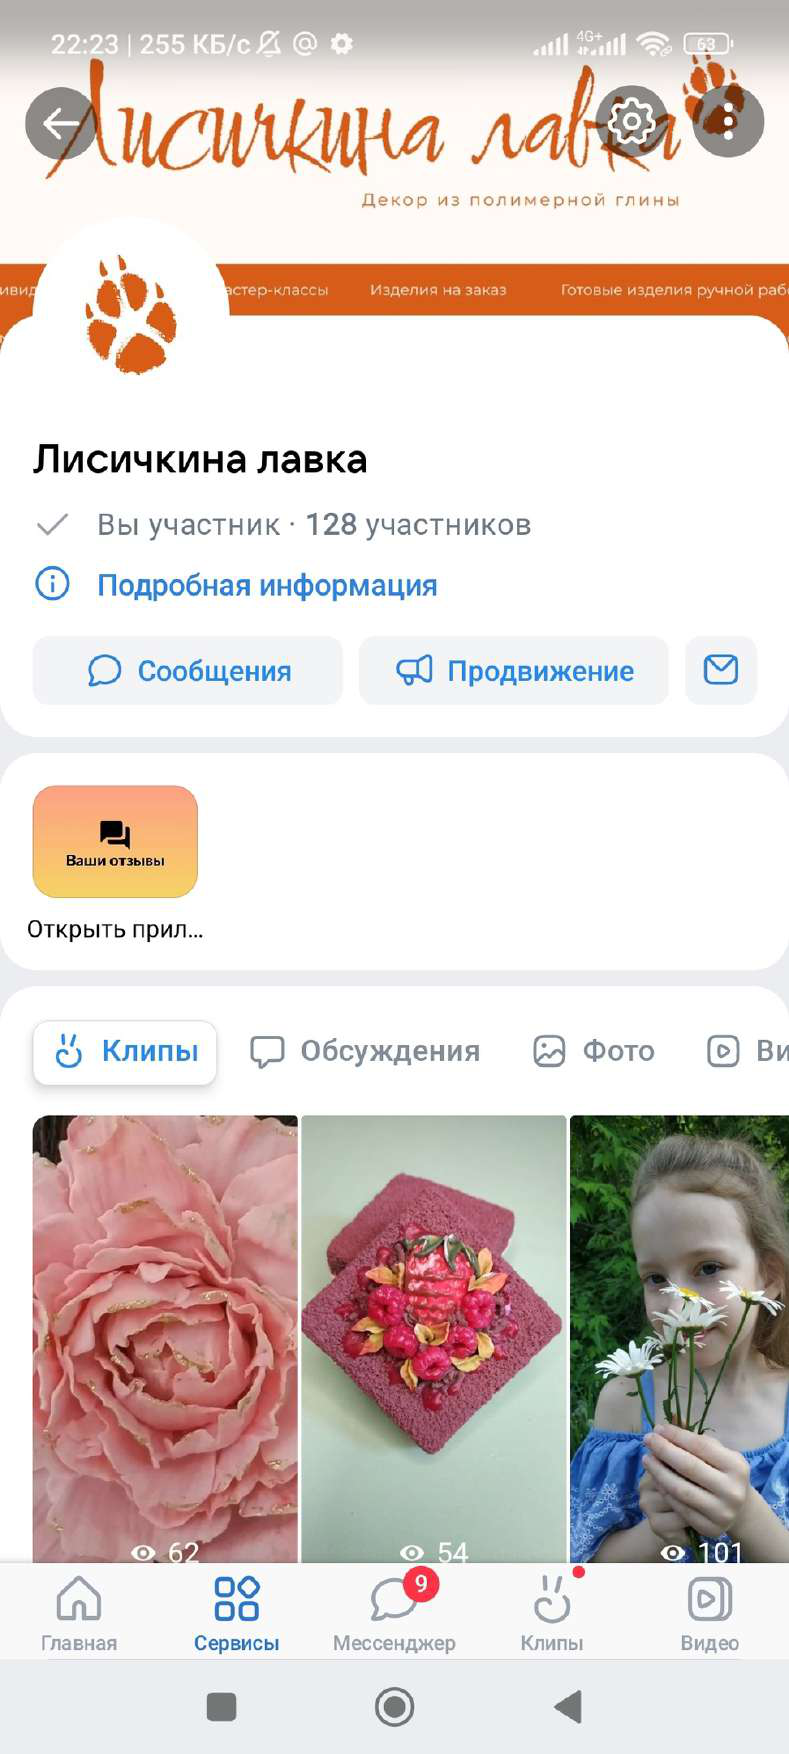 22:23 | 255 КБ/с
4G+
63
Лисичкина лавка
Декор из полимерной глины
астер-классы Изделия на заказ Готовые изделия ручной раб
Лисичкина лавка
Вы участник · 128 участников
Подробная информация
Сообщения Продвижение
Ваши отзывы
Открыть прил...
Клипы Обсуждения Фото Ви
62 54 101
9
Главная Сервисы Мессенджер Клипы Видео